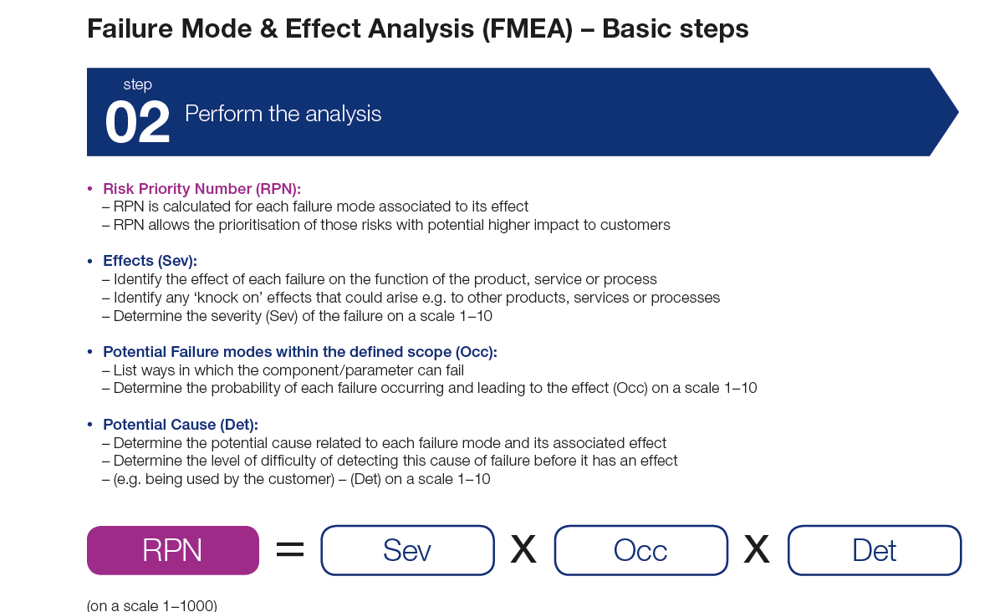 Failure Mode & Effect Analysis (FMEA) – Basic steps
step
02
Perform the analysis
• Risk Priority Number (RPN):
– RPN is calculated for each failure mode associated to its effect
– RPN allows the prioritisation of those risks with potential higher impact to customers
• Effects (Sev):
– Identify the effect of each failure on the function of the product, service or process
– Identify any ‘knock on’ effects that could arise e.g. to other products, services or processes
– Determine the severity (Sev) of the failure on a scale 1–10
• Potential Failure modes within the defined scope (Occ):
– List ways in which the component/parameter can fail
– Determine the probability of each failure occurring and leading to the effect (Occ) on a scale 1–10
• Potential Cause (Det):
– Determine the potential cause related to each failure mode and its associated effect
– Determine the level of difficulty of detecting this cause of failure before it has an effect
– (e.g. being used by the customer) – (Det) on a scale 1–10
RPN = Sev X Occ X Det
(on a scale 1–1000)